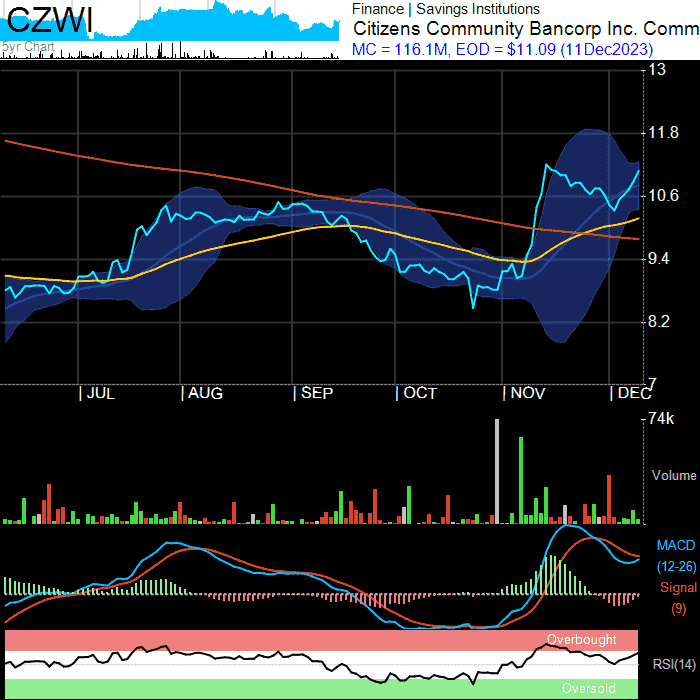 CZWI
5yr Chart
Finance | Savings Institutions
Citizens Community Bancorp Inc. Comm
MC = 116.1M, EOD = $11.09 (11Dec2023)
13
11.8
10.6
9.4
8.2
7
| JUL | AUG | SEP | OCT | NOV | DEC
74k
Volume
MACD
(12-26)
Signal
(9)
Overbought
RSI(14)
Oversold